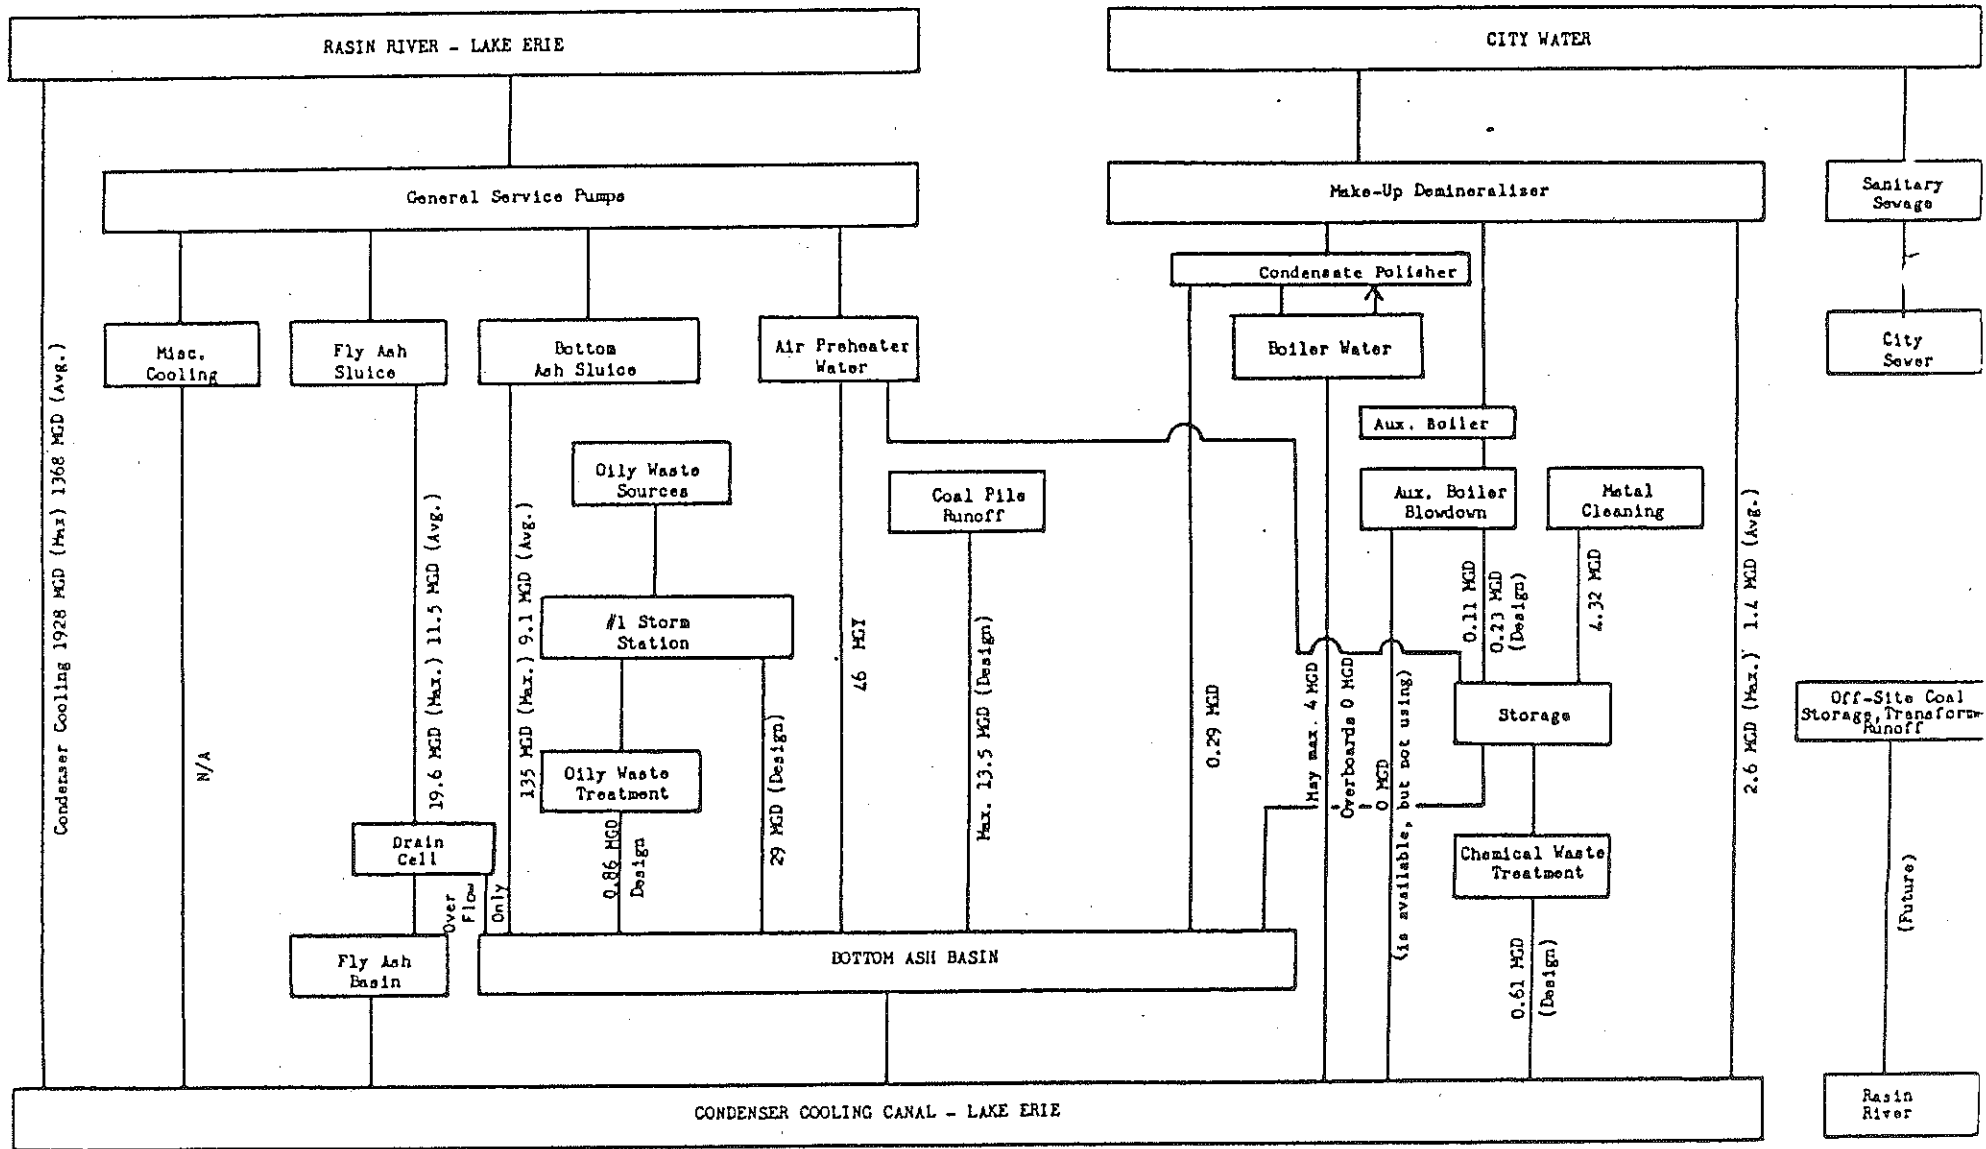 RASIN RIVER - LAKE ERIE
CITY WATER
General Service Pumps
Make-Up Demineralizer
Sanitary
Sewage
Condensate Polisher
Misc.
Cooling
Fly Ash
Sluice
Bottom
Ash Sluice
Air Preheater
Water
Boiler Water
City
Sewer
Aux. Boiler
Oily Waste
Sources
Coal Pile
Runoff
Aux. Boiler
Blowdown
Metal
Cleaning
Condenser Cooling 1928 MGD (Max) 1368 MGD (Avg.)
N/A
19.6 MGD (Max.) 11.5 MGD (Avg.)
135 MGD (Max.) 9.1 MGD (Avg.)
#1 Storm
Station
46 MGY
Max. 13.5 MGD (Design)
0.29 MGD
May max. 4 MGD
Overboards 0 MGD
0 MGD
(is available, but not using)
0.11 MGD
0.23 MGD
(Design)
4.32 MGD
2.6 MGD (Max.) 1.4 MGD (Avg.)
Storage
Off-Site Coal
Storage, Transform
Runoff
Oily Waste
Treatment
29 MGD (Design)
Drain
Cell
0.86 MGD
Design
Over
Flow
Only
Chemical Waste
Treatment
(Future)
Fly Ash
Basin
BOTTOM ASH BASIN
0.61 MGD
(Design)
CONDENSER COOLING CANAL - LAKE ERIE
Rasin
River